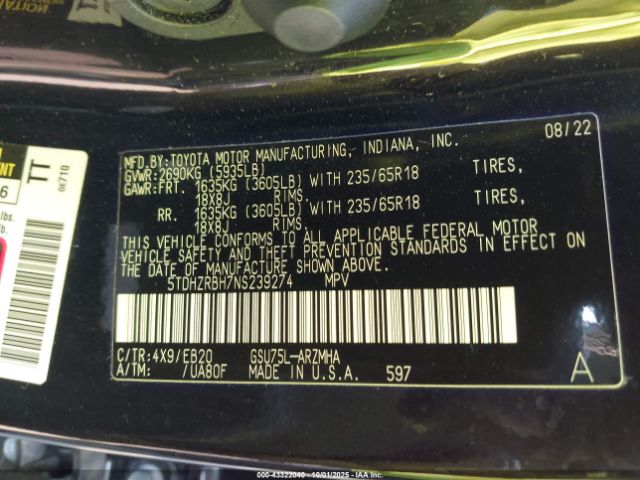 08/22
MFD.BY:TOYOTA MOTOR MANUFACTURING, INDIANA, INC.
GVWR:2690KG (5935LB)
GAWR:FRT. 1635KG (3605LB) WITH 235/65R18 TIRES,
18X8J RIMS.
RR. 1635KG (3605LB) WITH 235/65R18 TIRES,
18X8J RIMS.
THIS VEHICLE CONFORMS TO ALL APPLICABLE FEDERAL MOTOR
VEHICLE SAFETY AND THEFT PREVENTION STANDARDS IN EFFECT ON
THE DATE OF MANUFACTURE SHOWN ABOVE.
5TDHZRBH7NS239274 MPV
C/TR:4X9/EB20 GSU75L-ARZMHA
A/TM: /UA80F MADE IN U.S.A. 597 A
TT
0E710
lbs.
000-43322040 - 10/01/2025 - IAA Inc.